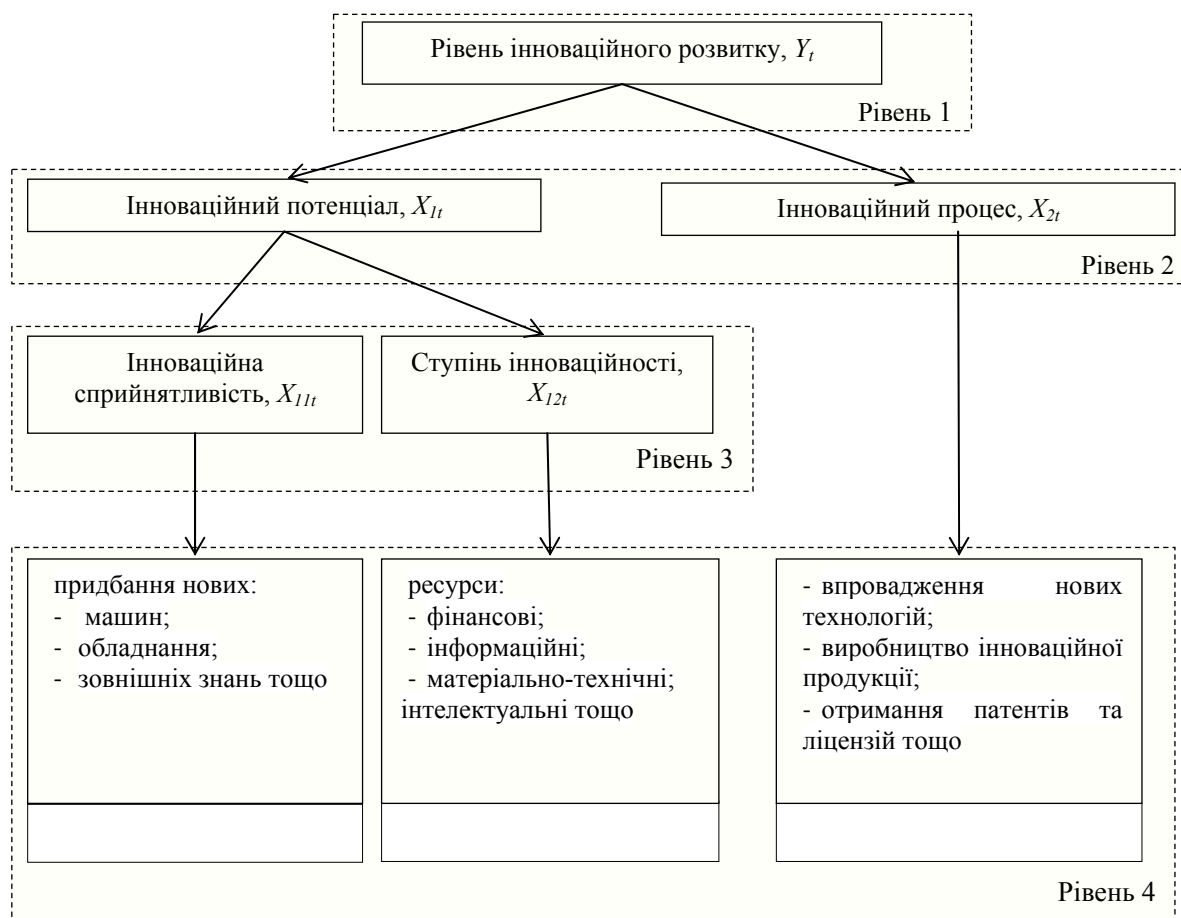 Рівень інноваційного розвитку, Yt
Рівень 1
Інноваційний потенціал, X1t
Інноваційний процес, X2t
Рівень 2
Інноваційна
сприйнятливість, X11t
Ступінь інноваційності,
X12t
Рівень 3
придбання нових:
- машин;
- обладнання;
- зовнішніх знань тощо
ресурси:
- фінансові;
- інформаційні;
- матеріально-технічні;
інтелектуальні тощо
- впровадження нових
технологій;
- виробництво інноваційної
продукції;
- отримання патентів та
ліцензій тощо
Рівень 4